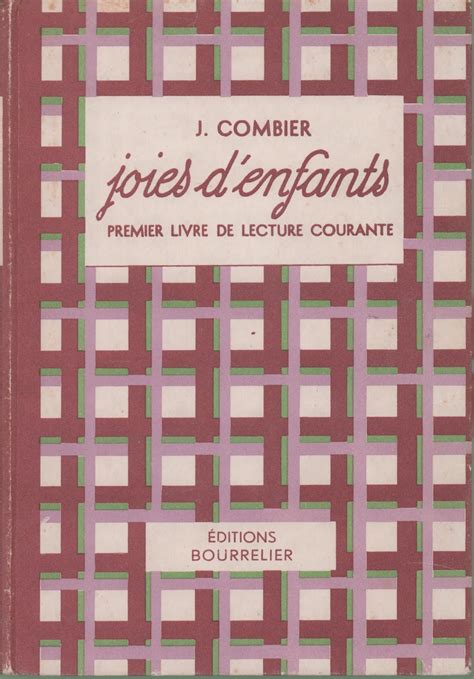 J. COMBIER
joies d'enfants
PREMIER LIVRE DE LECTURE COURANTE
ÉDITIONS
BOURRELIER